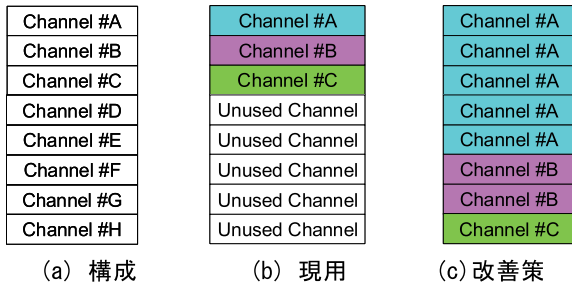 Channel #A
Channel #B
Channel #C
Channel #D
Channel #E
Channel #F
Channel #G
Channel #H
(a) 構成
Channel #A
Channel #B
Channel #C
Unused Channel
Unused Channel
Unused Channel
Unused Channel
Unused Channel
(b) 現用
Channel #A
Channel #A
Channel #A
Channel #A
Channel #A
Channel #B
Channel #B
Channel #C
(c) 改善策